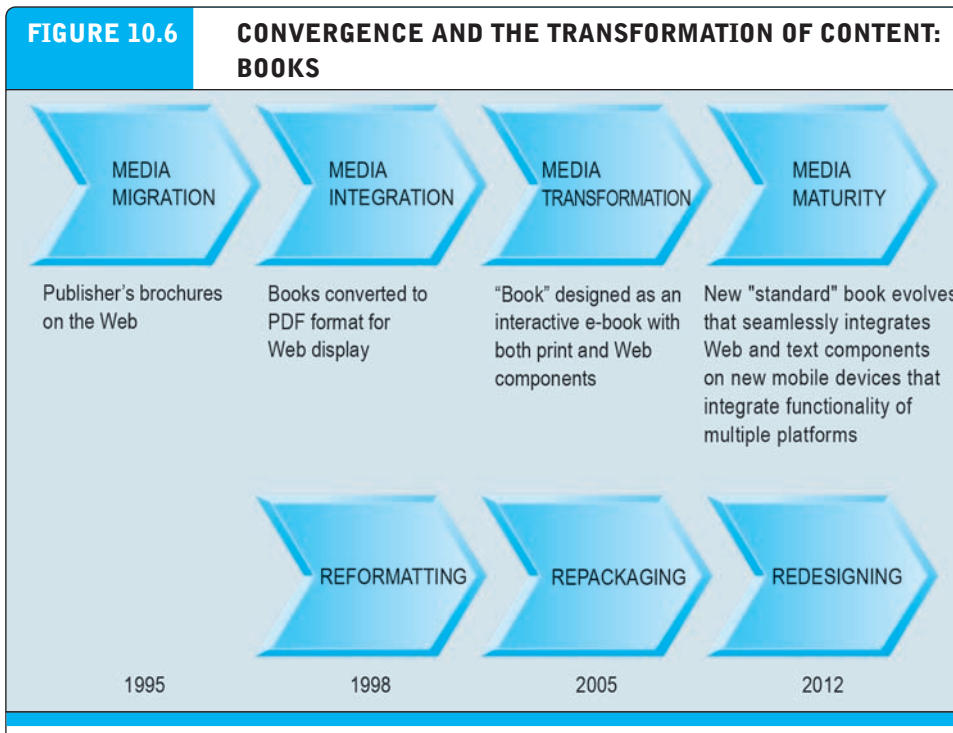 FIGURE 10.6
CONVERGENCE AND THE TRANSFORMATION OF CONTENT:
BOOKS
MEDIA
MIGRATION
MEDIA
INTEGRATION
MEDIA
TRANSFORMATION
MEDIA
MATURITY
Publisher's brochures
on the Web
Books converted to
PDF format for
Web display
“Book” designed as an
interactive e-book with
both print and Web
components
New "standard" book evolves
that seamlessly integrates
Web and text components
on new mobile devices that
integrate functionality of
multiple platforms
REFORMATTING
REPACKAGING
REDESIGNING
1995
1998
2005
2012